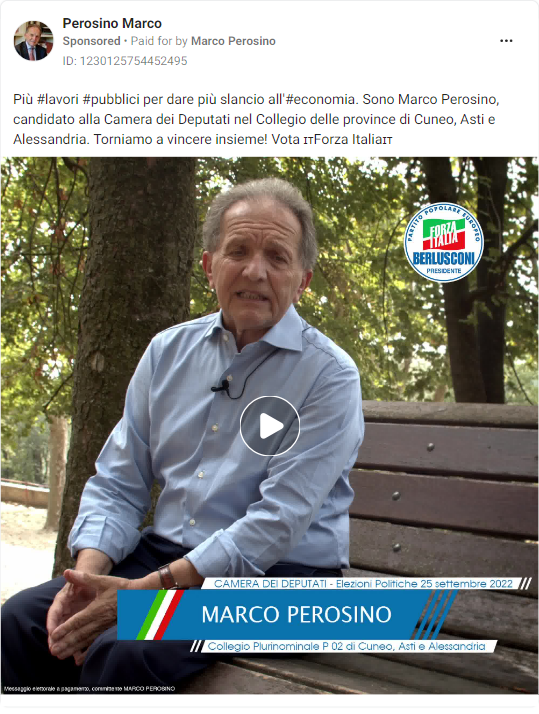 Perosino Marco
Sponsored • Paid for by Marco Perosino
ID: 1230125754452495
Più #lavori #pubblici per dare più slancio all'#economia. Sono Marco Perosino,
candidato alla Camera dei Deputati nel Collegio delle province di Cuneo, Asti e
Alessandria. Torniamo a vincere insieme! Vota ɪᴛForza Italiaɪᴛ
PARTITO POPOLARE EUROPEO
FORZA
ITALIA
BERLUSCONI
PRESIDENTE
CAMERA DEI DEPUTATI - Elezioni Politiche 25 settembre 2022
MARCO PEROSINO
Collegio Plurinominale P 02 di Cuneo, Asti e Alessandria
Messaggio elettorale a pagamento, committente MARCO PEROSINO